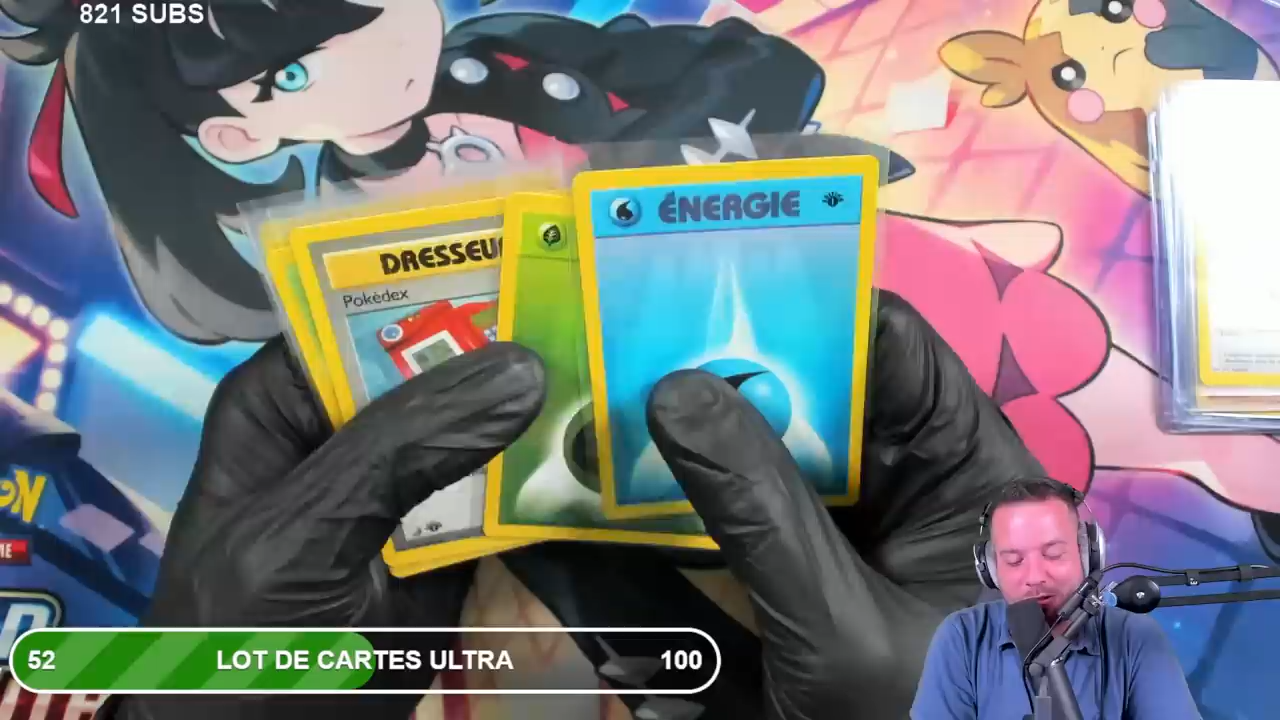 821 SUBS
ÉNERGIE
DRESSEU
Pokédex
52 LOT DE CARTES ULTRA 100